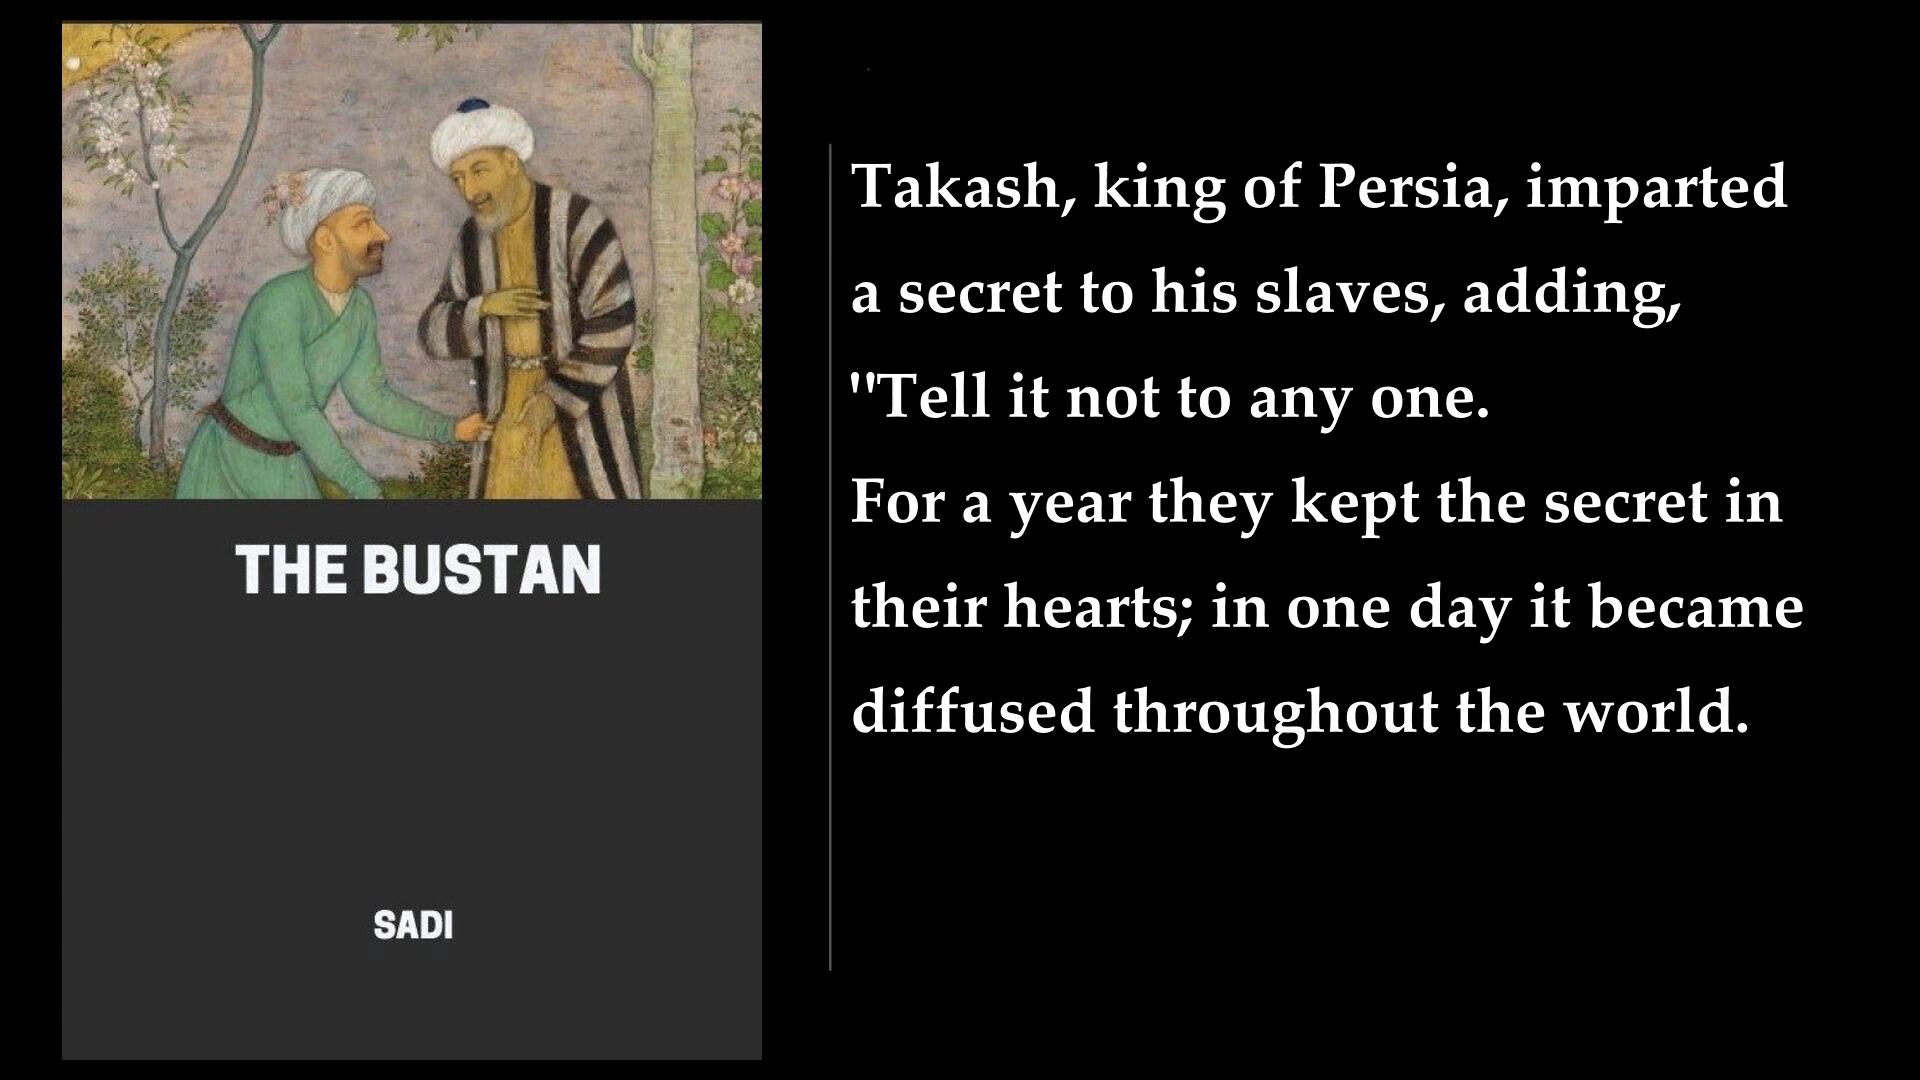 THE BUSTAN
SADI
Takash, king of Persia, imparted
a secret to his slaves, adding,
"Tell it not to any one.
For a year they kept the secret in
their hearts; in one day it became
diffused throughout the world.